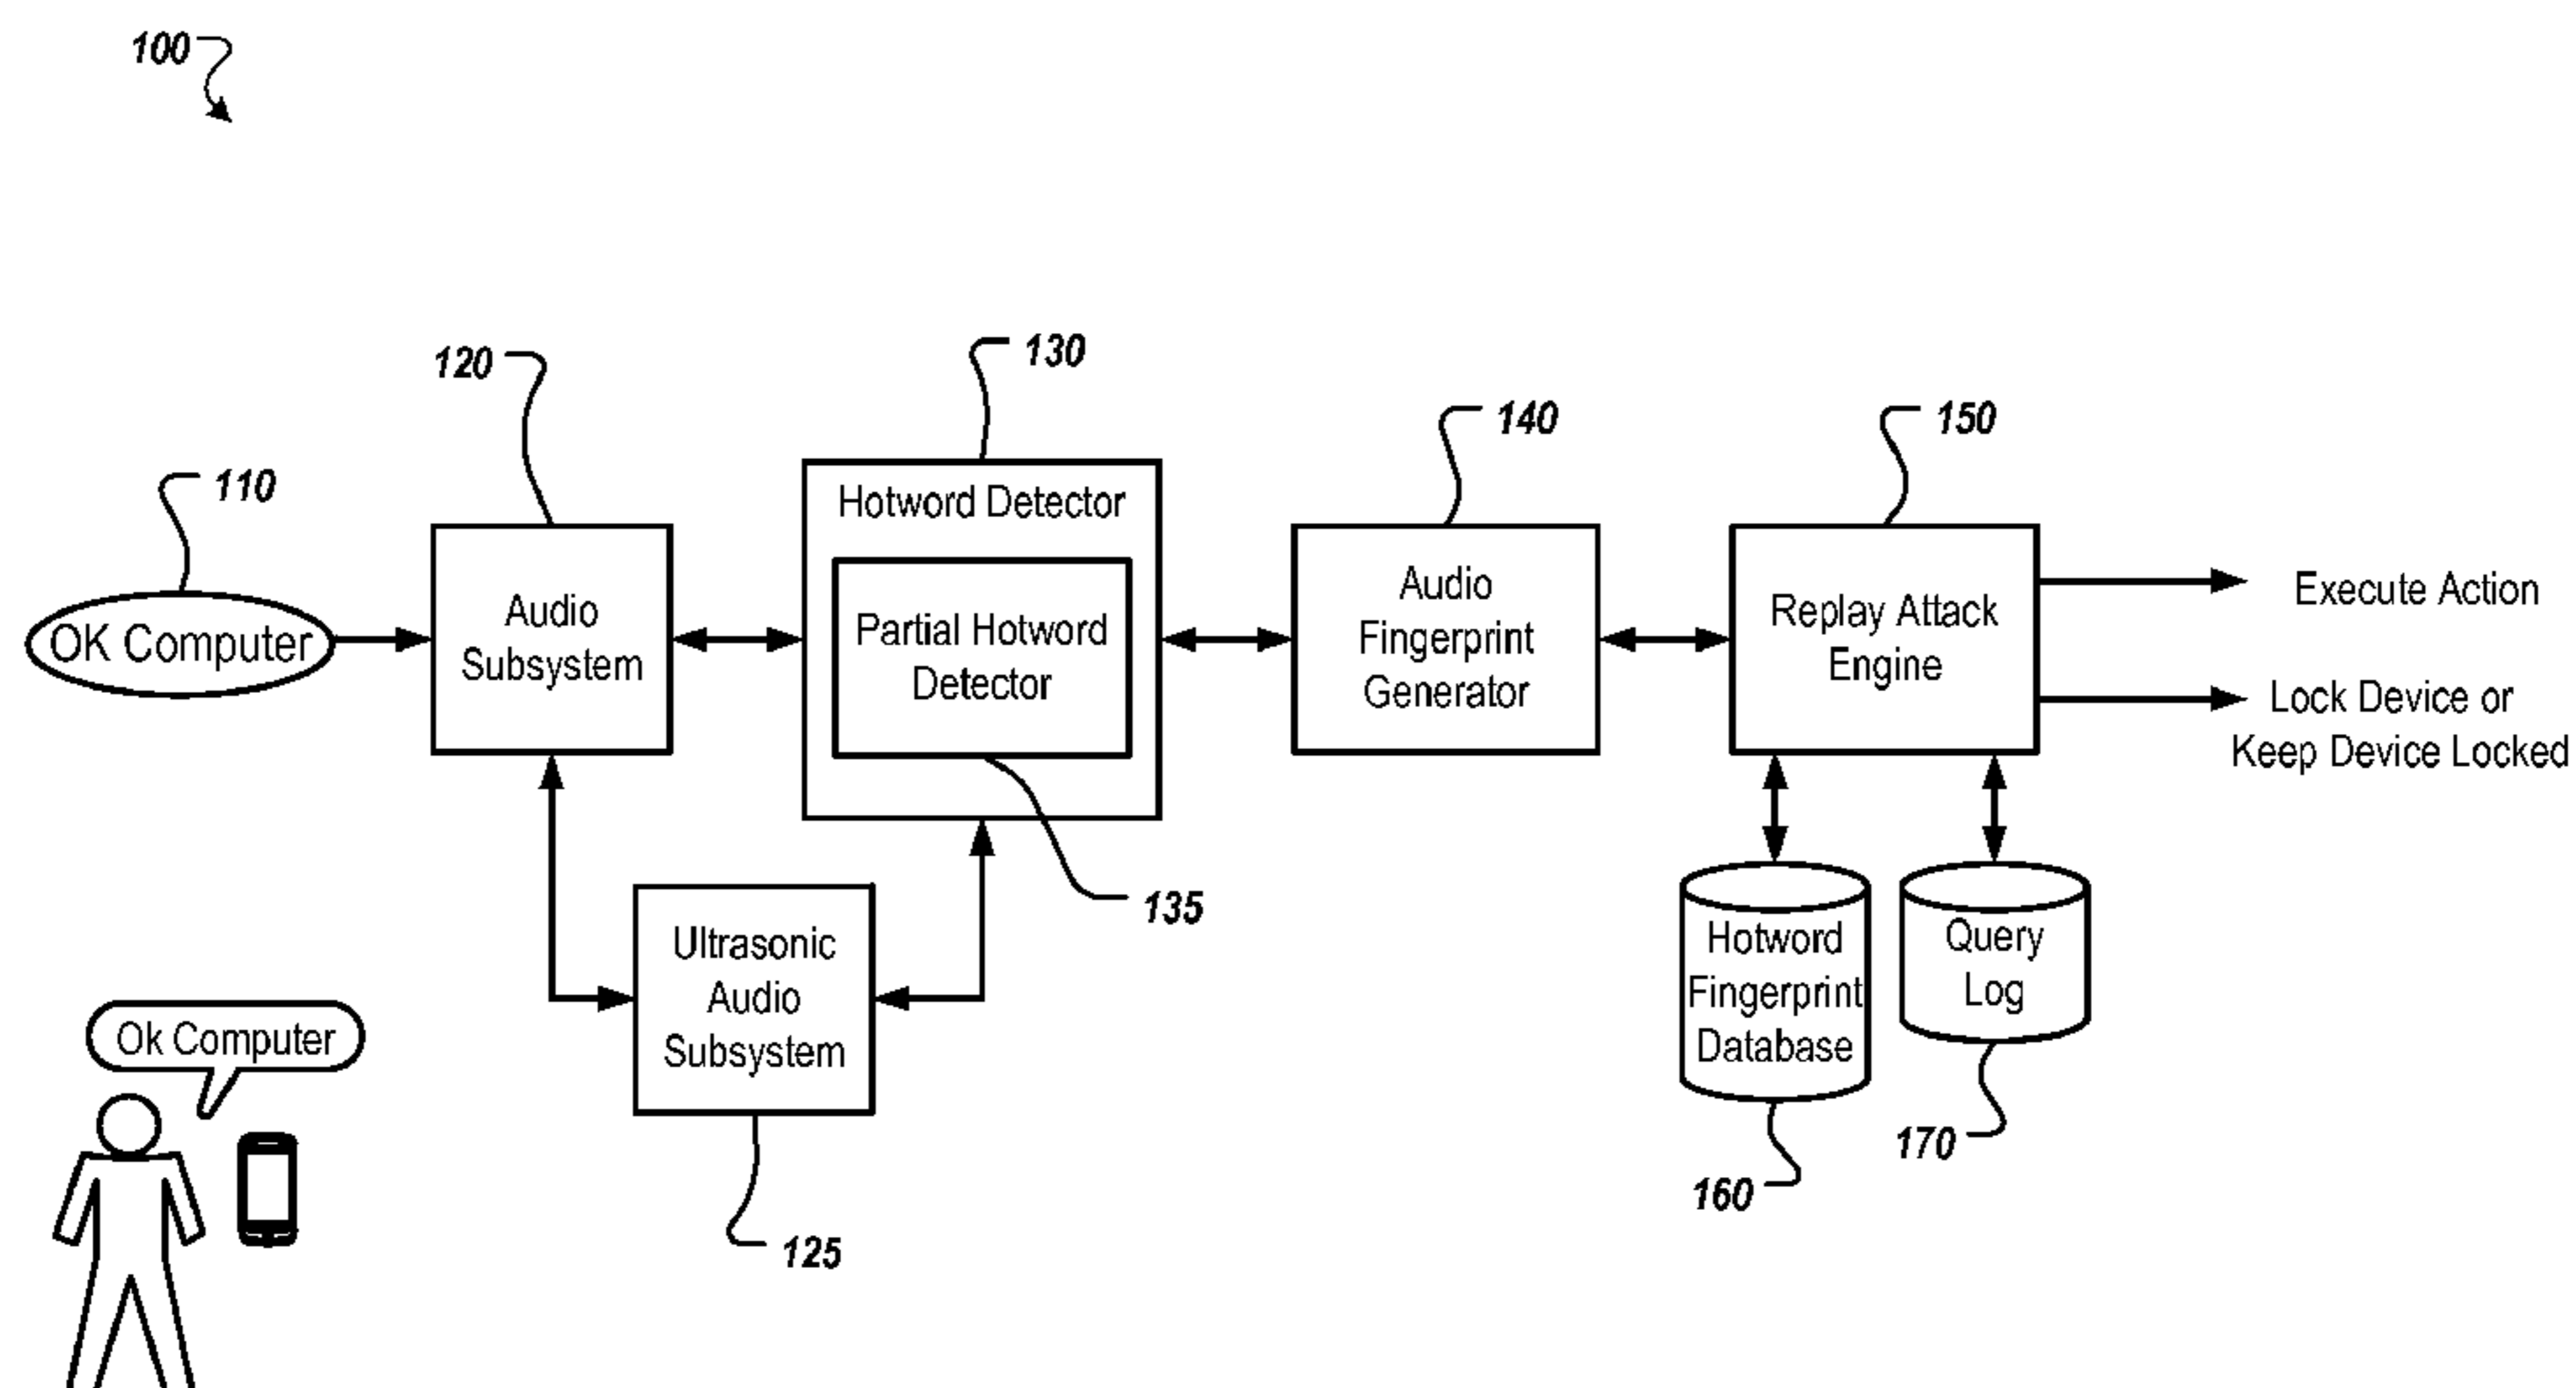 100
120
130
140
150
110
Hotword Detector
OK Computer
Audio
Subsystem
Partial Hotword
Detector
Audio
Fingerprint
Generator
Replay Attack
Engine
Execute Action
Lock Device or
Keep Device Locked
135
Ultrasonic
Audio
Subsystem
Hotword
Fingerprint
Database
Query
Log
Ok Computer
125
160
170